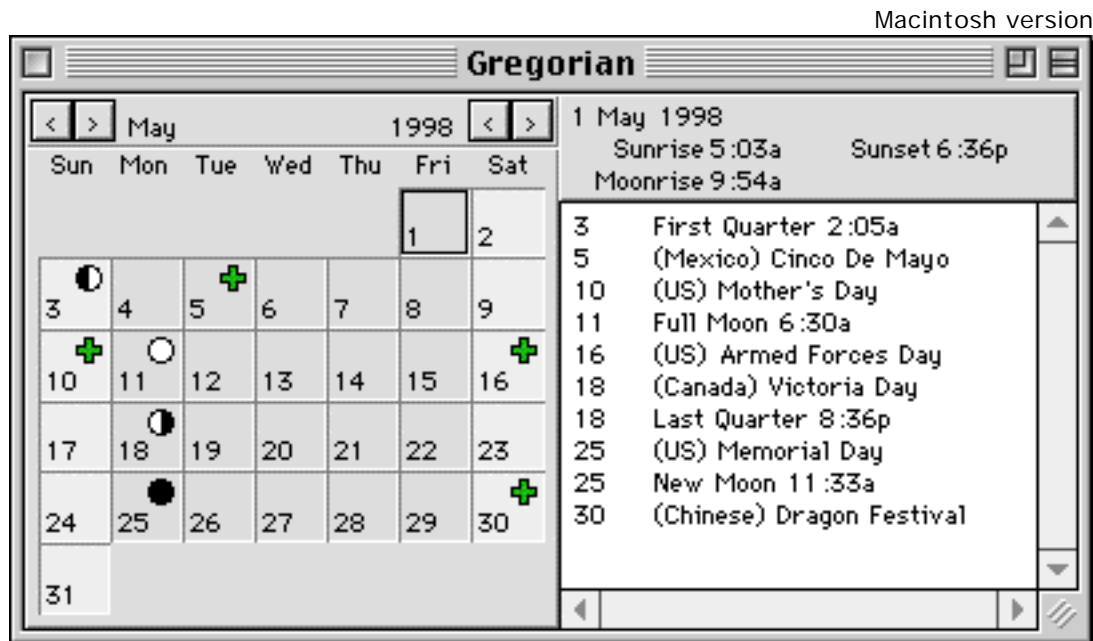 Macintosh version
Gregorian
< > May 1998 < >
Sun Mon Tue Wed Thu Fri Sat
1 2
3 4 5 6 7 8 9
10 11 12 13 14 15 16
17 18 19 20 21 22 23
24 25 26 27 28 29 30
31
1 May 1998
Sunrise 5:03a Sunset 6:36p
Moonrise 9:54a
3 First Quarter 2:05a
5 (Mexico) Cinco De Mayo
10 (US) Mother's Day
11 Full Moon 6:30a
16 (US) Armed Forces Day
18 (Canada) Victoria Day
18 Last Quarter 8:36p
25 (US) Memorial Day
25 New Moon 11:33a
30 (Chinese) Dragon Festival